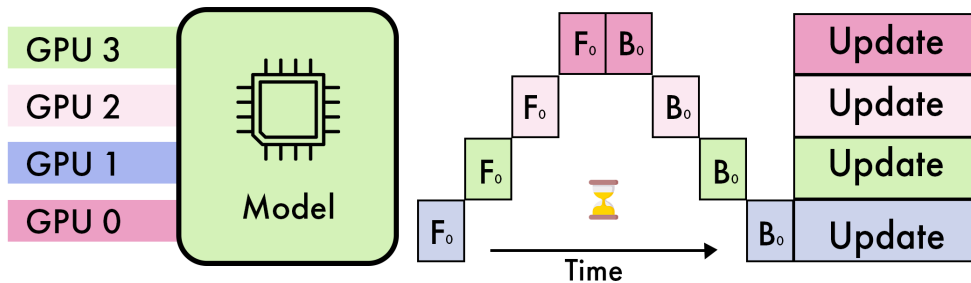 GPU 3
GPU 2
GPU 1
GPU 0
Model
F₀ B₀ Update
F₀ B₀ Update
F₀ B₀ Update
F₀ B₀ Update
Time